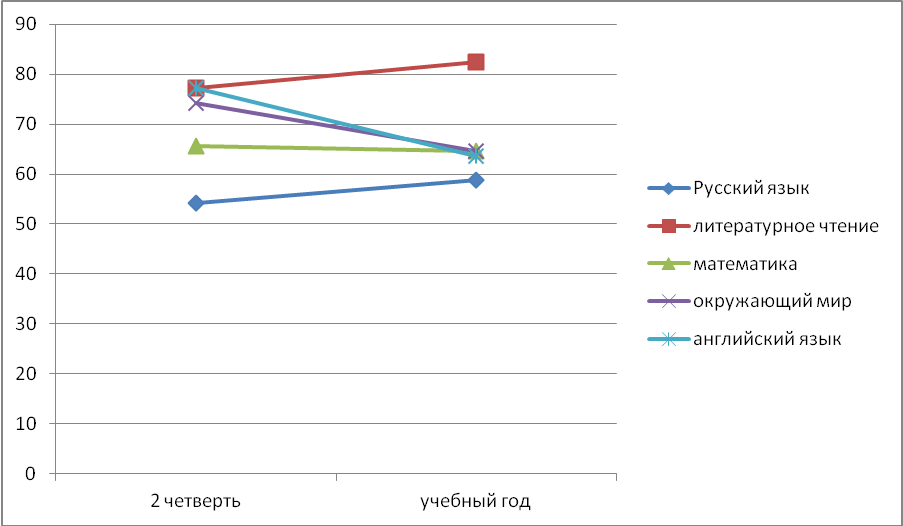 90
80
70
60
50
40
30
20
10
0
2 четверть
учебный год
Русский язык
литературное чтение
математика
окружающий мир
английский язык